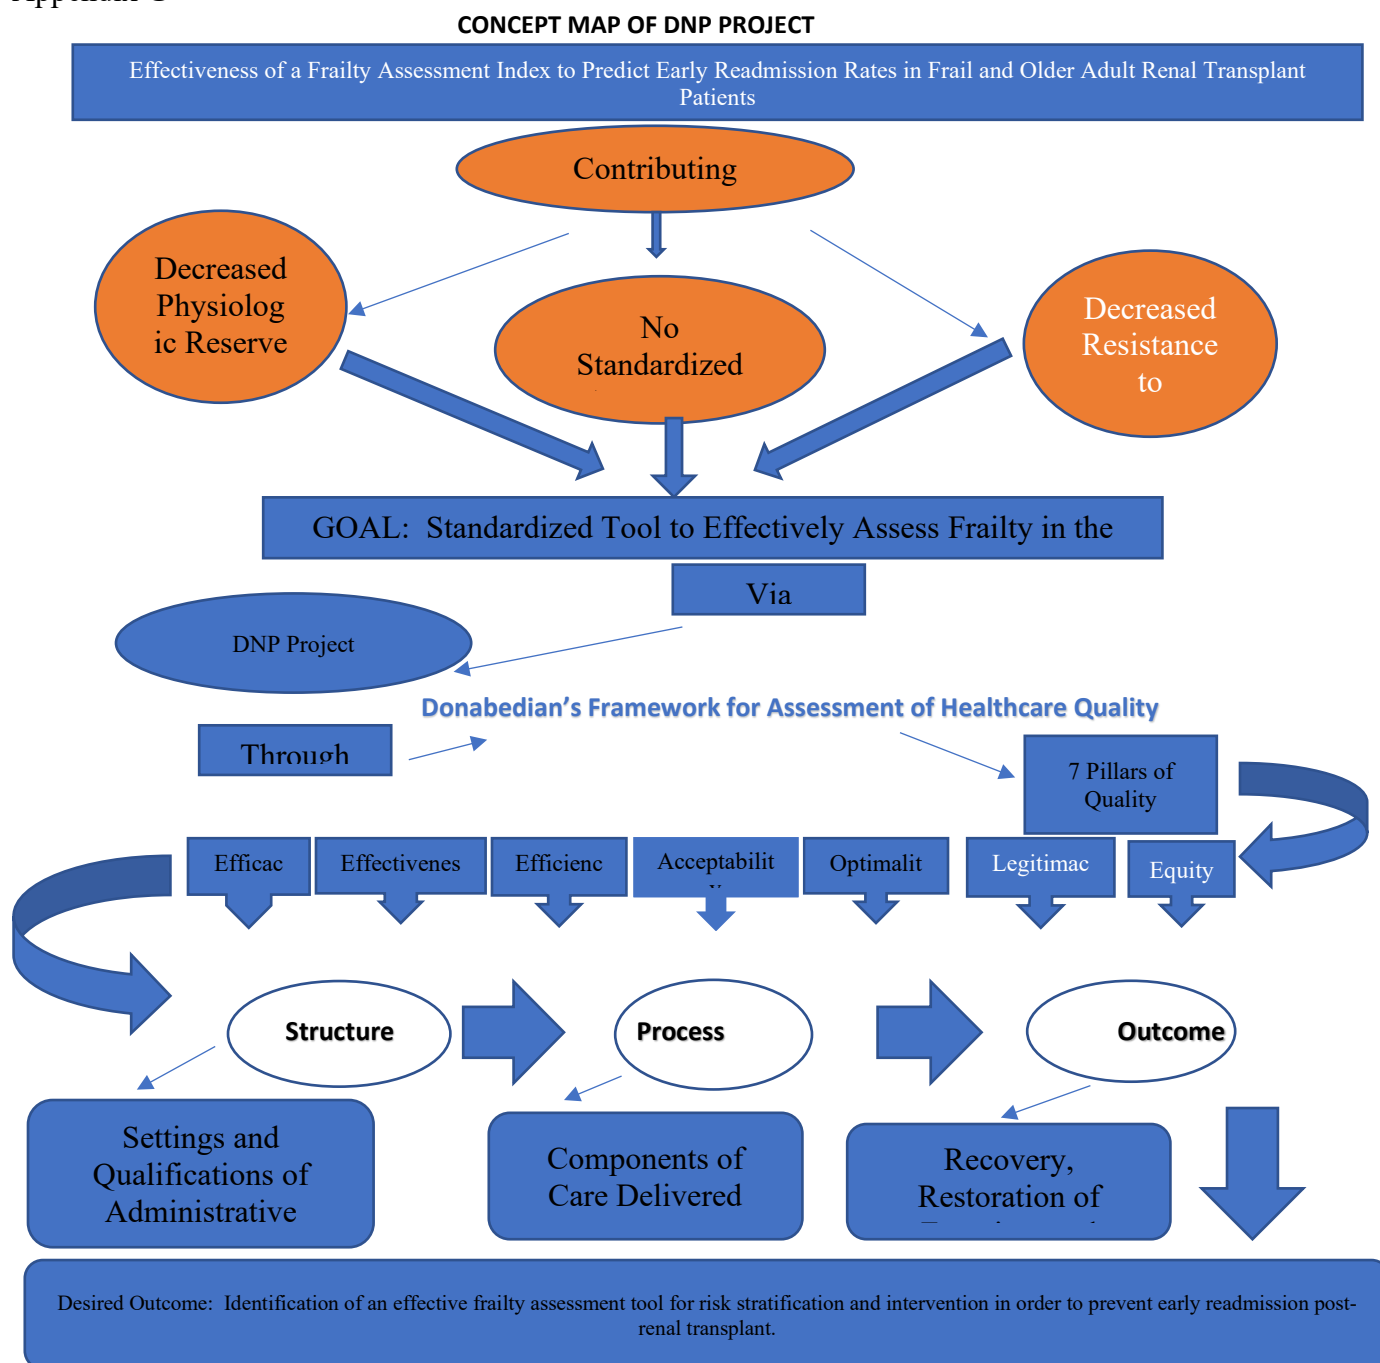 CONCEPT MAP OF DNP PROJECT
Effectiveness of a Frailty Assessment Index to Predict Early Readmission Rates in Frail and Older Adult Renal Transplant
Patients
Contributing
Decreased
Physiolog
ic Reserve
No
Standardized
Decreased
Resistance
to
GOAL:  Standardized Tool to Effectively Assess Frailty in the
Via
DNP Project
Donabedian’s Framework for Assessment of Healthcare Quality
Through
7 Pillars of
Quality
Efficac
Effectivenes
Efficienc
Acceptabilit
y
Optimalit
Legitimac
Equity
Structure
Process
Outcome
Settings and
Qualifications of
Administrative
Components of
Care Delivered
Recovery,
Restoration of
Desired Outcome:  Identification of an effective frailty assessment tool for risk stratification and intervention in order to prevent early readmission post-
renal transplant.